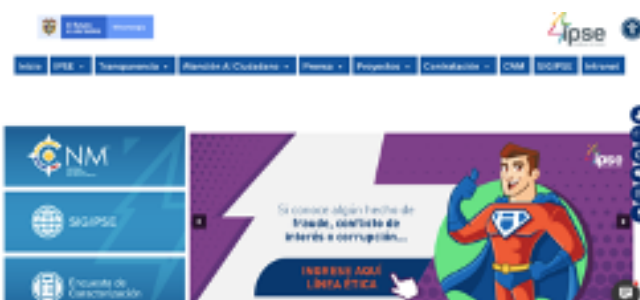 ipse
Inicio IPSE Transparencia Atención Al Ciudadano Prensa Proyectos Contratación CNM SIGIPSE Intranet
CNM
ipse
Si conoce algún hecho de
fraude, conflicto de
interés o corrupción...
SIGIPSE
INGRESE AQUÍ
LÍNEA ÉTICA
Encuesta de
Caracterización